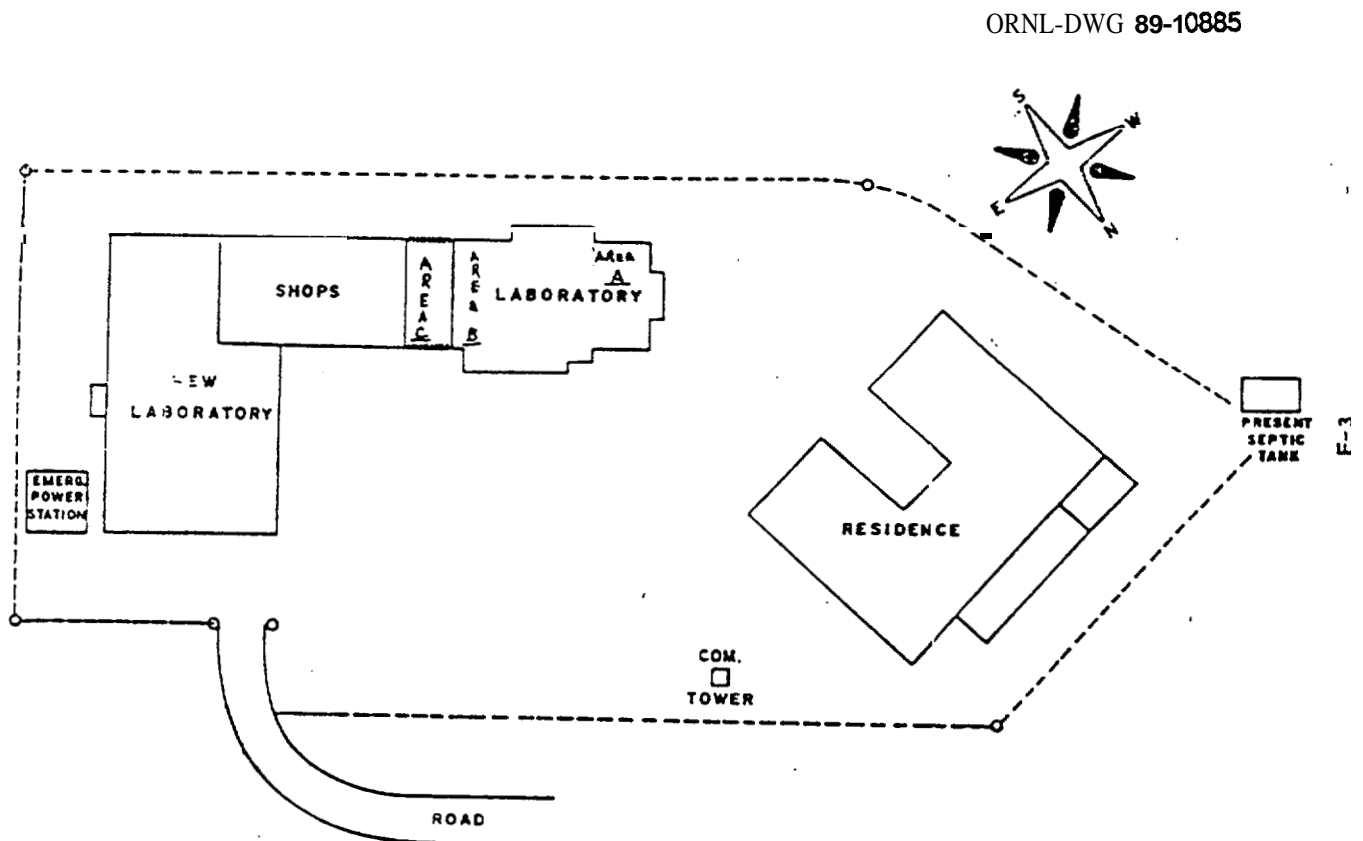 ORNL-DWG 89-10885
S
W
E
N
AREA
A
AREA B
AREA C
SHOPS
LABORATORY
EW
LABORATORY
EMERG.
POWER
STATION
PRESENT
SEPTIC
TANK
E-3
RESIDENCE
COM.
TOWER
ROAD